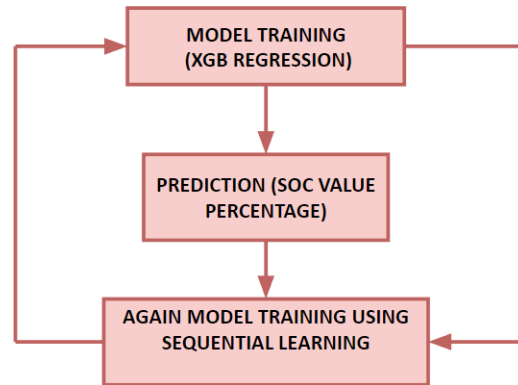 MODEL TRAINING
(XGB REGRESSION)
PREDICTION (SOC VALUE
PERCENTAGE)
AGAIN MODEL TRAINING USING
SEQUENTIAL LEARNING